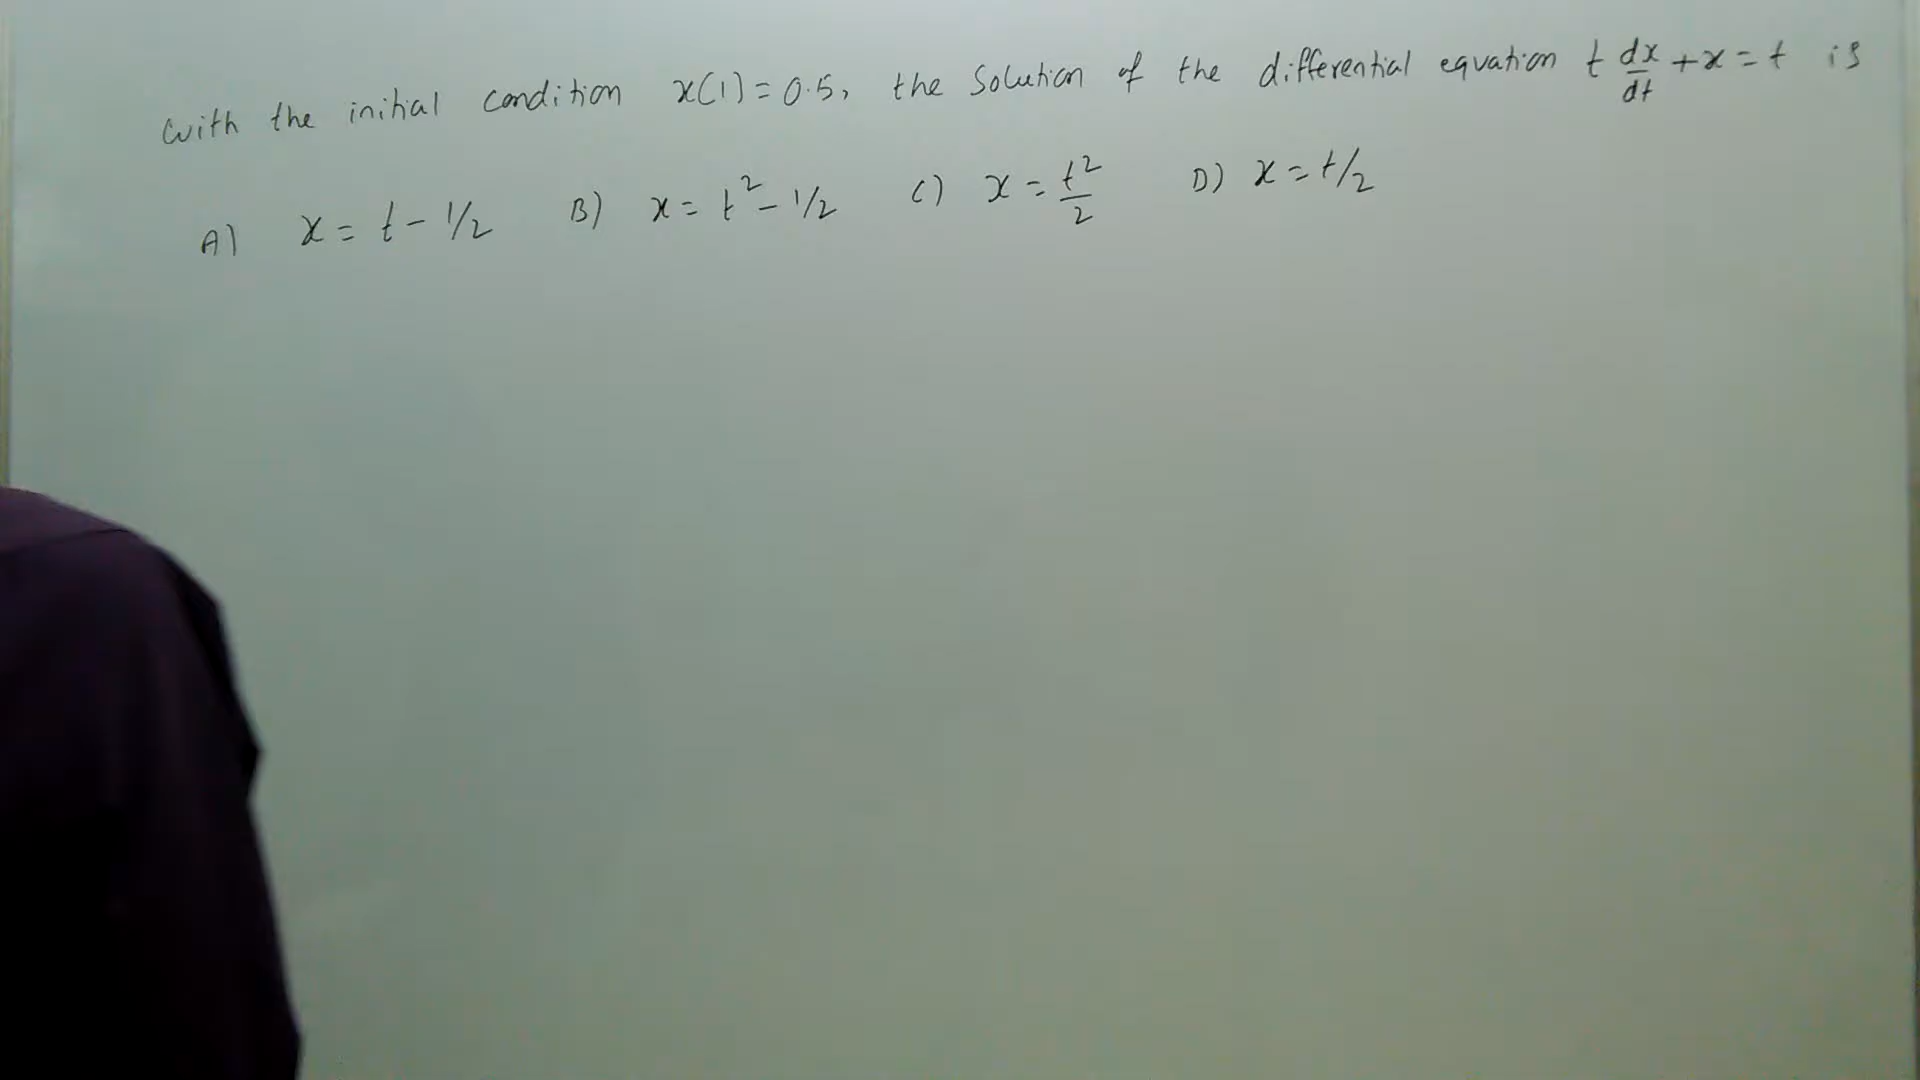 with the initial condition x(1) = 0.5, the solution of the differential equation t dx/dt + x = t is
A) x = t - 1/2 B) x = t² - 1/2 C) x = t²/2 D) x = t/2